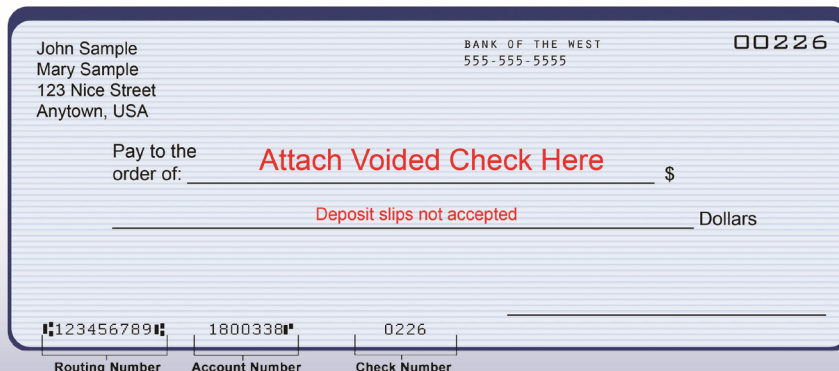 John Sample
Mary Sample
123 Nice Street
Anytown, USA
BANK OF THE WEST
555-555-5555
00226
Pay to the
order of:
Attach Voided Check Here
$
Deposit slips not accepted
Dollars
⑆123456789⑆ 1800338⑈ 0226
Routing Number Account Number Check Number